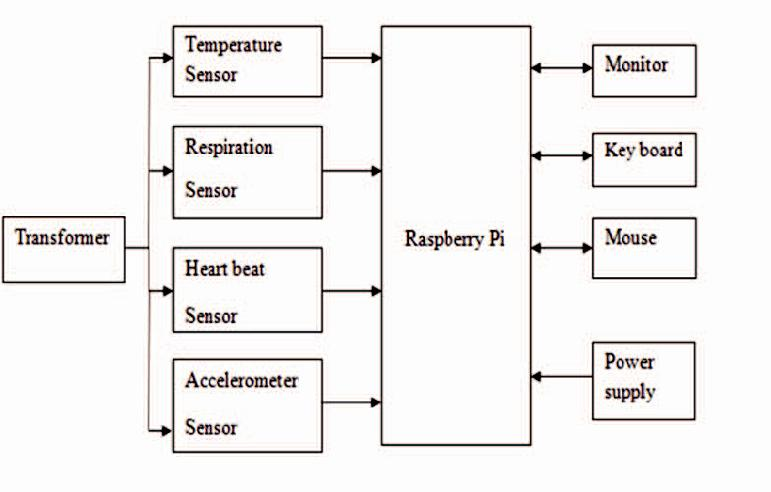 Transformer
Temperature
Sensor
Respiration
Sensor
Heart beat
Sensor
Accelerometer
Sensor
Raspberry Pi
Monitor
Key board
Mouse
Power
supply